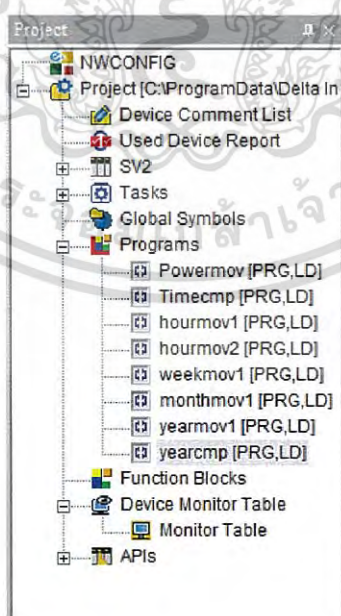 Project
NWCONFIG
Project [C:\ProgramData\Delta In
Device Comment List
Used Device Report
SV2
Tasks
Global Symbols
Programs
Powermov [PRG,LD]
Timecmp [PRG,LD]
hourmov1 [PRG,LD]
hourmov2 [PRG,LD]
weekmov1 [PRG,LD]
monthmov1 [PRG,LD]
yearmov1 [PRG,LD]
yearcmp [PRG,LD]
Function Blocks
Device Monitor Table
Monitor Table
APIs